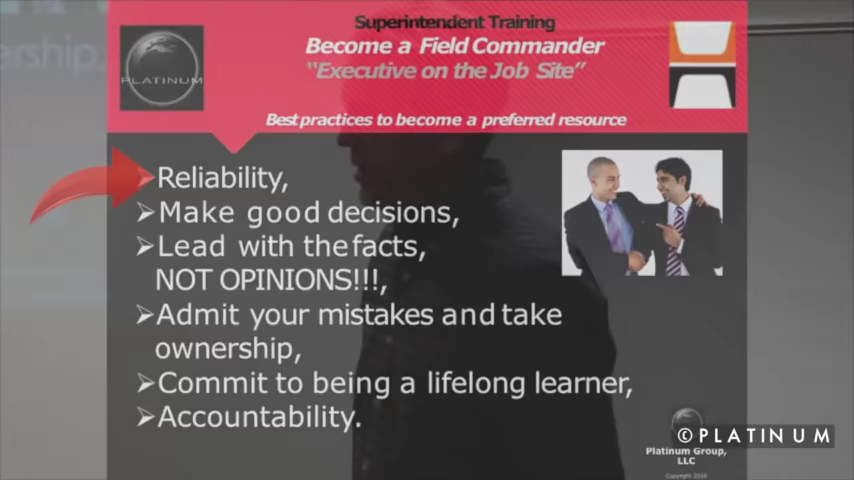 Superintendent Training
Become a Field Commander
"Executive on the Job Site"
Best practices to become a preferred resource
PLATINUM
ership,
➢Reliability,
➢Make good decisions,
➢Lead with the facts,
NOT OPINIONS!!!,
➢Admit your mistakes and take
ownership,
➢Commit to being a lifelong learner,
➢Accountability.
©PLATINUM
Platinum Group,
LLC
Copyright